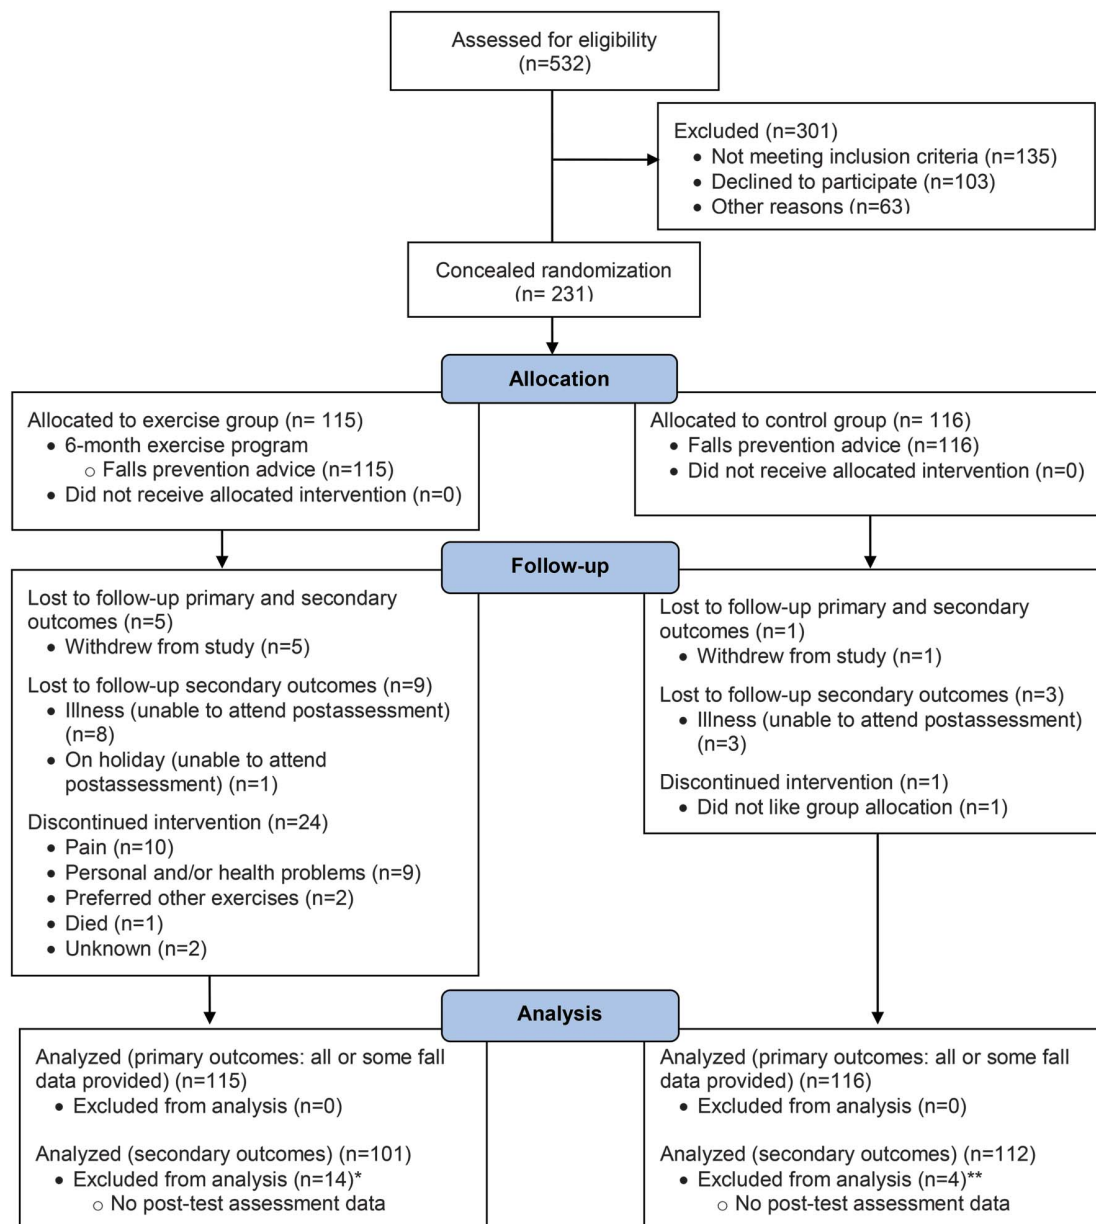 Assessed for eligibility
(n=532)
Excluded (n=301)
• Not meeting inclusion criteria (n=135)
• Declined to participate (n=103)
• Other reasons (n=63)
Concealed randomization
(n= 231)
Allocation
Allocated to exercise group (n= 115)
• 6-month exercise program
○ Falls prevention advice (n=115)
• Did not receive allocated intervention (n=0)
Allocated to control group (n= 116)
• Falls prevention advice (n=116)
• Did not receive allocated intervention (n=0)
Follow-up
Lost to follow-up primary and secondary
outcomes (n=5)
• Withdrew from study (n=5)
Lost to follow-up secondary outcomes (n=9)
• Illness (unable to attend postassessment)
(n=8)
• On holiday (unable to attend
postassessment) (n=1)
Discontinued intervention (n=24)
• Pain (n=10)
• Personal and/or health problems (n=9)
• Preferred other exercises (n=2)
• Died (n=1)
• Unknown (n=2)
Lost to follow-up primary and secondary
outcomes (n=1)
• Withdrew from study (n=1)
Lost to follow-up secondary outcomes (n=3)
• Illness (unable to attend postassessment)
(n=3)
Discontinued intervention (n=1)
• Did not like group allocation (n=1)
Analysis
Analyzed (primary outcomes: all or some fall
data provided) (n=115)
• Excluded from analysis (n=0)
Analyzed (secondary outcomes) (n=101)
• Excluded from analysis (n=14)*
○ No post-test assessment data
Analyzed (primary outcomes: all or some fall
data provided) (n=116)
• Excluded from analysis (n=0)
Analyzed (secondary outcomes) (n=112)
• Excluded from analysis (n=4)**
○ No post-test assessment data